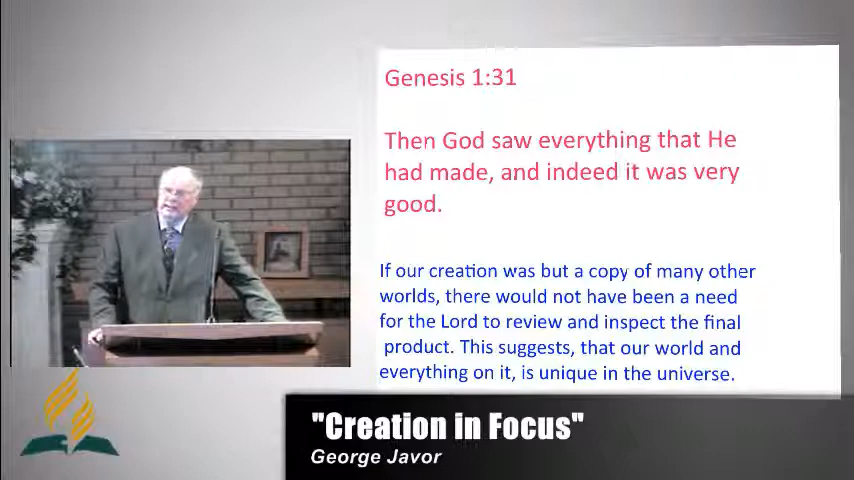 Genesis 1:31
Then God saw everything that He
had made, and indeed it was very
good.
If our creation was but a copy of many other
worlds, there would not have been a need
for the Lord to review and inspect the final
product. This suggests, that our world and
everything on it, is unique in the universe.
"Creation in Focus"
George Javor